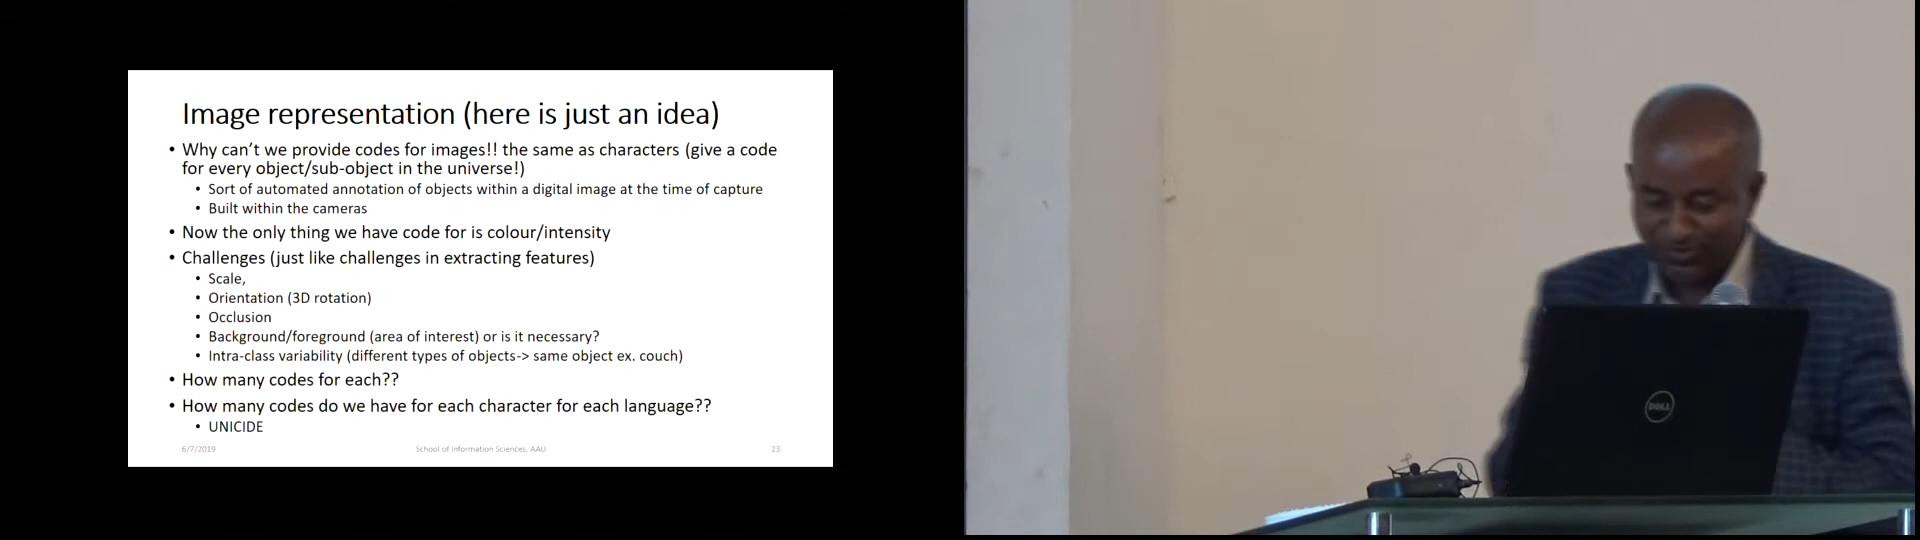 Image representation (here is just an idea)
• Why can't we provide codes for images!! the same as characters (give a code
for every object/sub-object in the universe!)
• Sort of automated annotation of objects within a digital image at the time of capture
• Built within the cameras
• Now the only thing we have code for is colour/intensity
• Challenges (just like challenges in extracting features)
• Scale,
• Orientation (3D rotation)
• Occlusion
• Background/foreground (area of interest) or is it necessary?
• Intra-class variability (different types of objects-> same object ex. couch)
• How many codes for each??
• How many codes do we have for each character for each language??
• UNICIDE
6/7/2019 School of Information Sciences, AAU 23
DELL